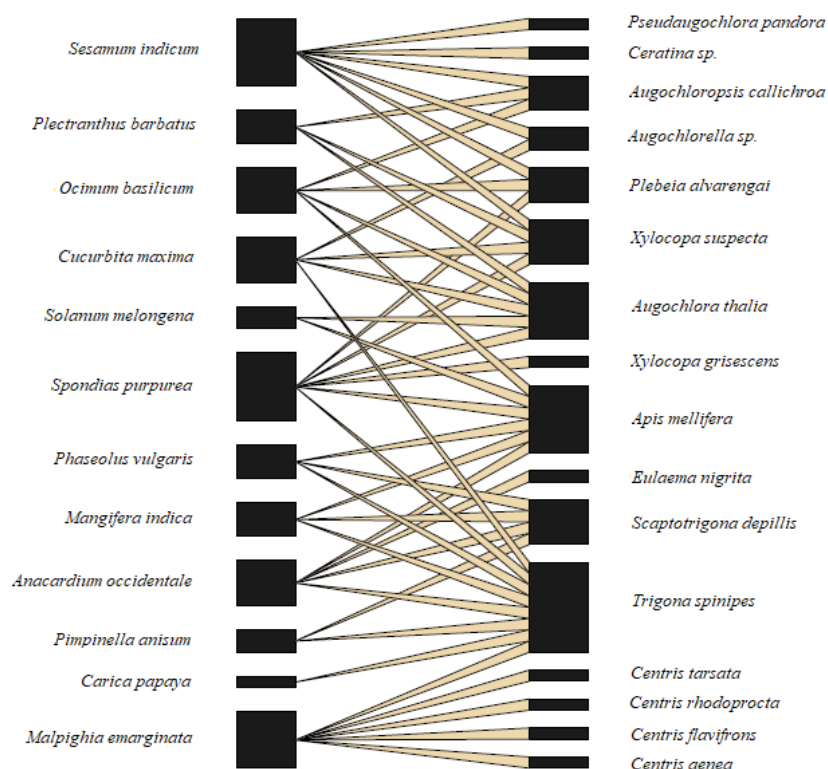 Sesamum indicum
Plectranthus barbatus
Ocimum basilicum
Cucurbita maxima
Solanum melongena
Spondias purpurea
Phaseolus vulgaris
Mangifera indica
Anacardium occidentale
Pimpinella anisum
Carica papaya
Malpighia emarginata
Pseudaugochlora pandora
Ceratina sp.
Augochloropsis callichroa
Augochlorella sp.
Plebeia alvarengai
Xylocopa suspecta
Augochlora thalia
Xylocopa grisescens
Apis mellifera
Eulaema nigrita
Scaptotrigona depillis
Trigona spinipes
Centris tarsata
Centris rhodoprocta
Centris flavifrons
Centris aenea